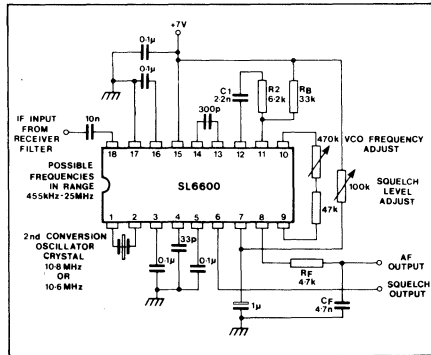 +7V
0·1µ
0·1µ
300p
C1
2·2n
R2
6·2k
RB
33k
470k
VCO FREQUENCY
ADJUST
10n
IF INPUT
FROM
RECEIVER
FILTER
18 17 16 15 14 13 12 11 10
100k
SQUELCH
LEVEL
ADJUST
POSSIBLE
FREQUENCIES
IN RANGE
455kHz-25MHz
SL6600
47k
1 2 3 4 5 6 7 8 9
2nd CONVERSION
OSCILLATOR
CRYSTAL
10·8 MHz
OR
10·6 MHz
33p
0·1µ
0·1µ
1µ
RF
4·7k
CF
4·7n
AF
OUTPUT
SQUELCH
OUTPUT